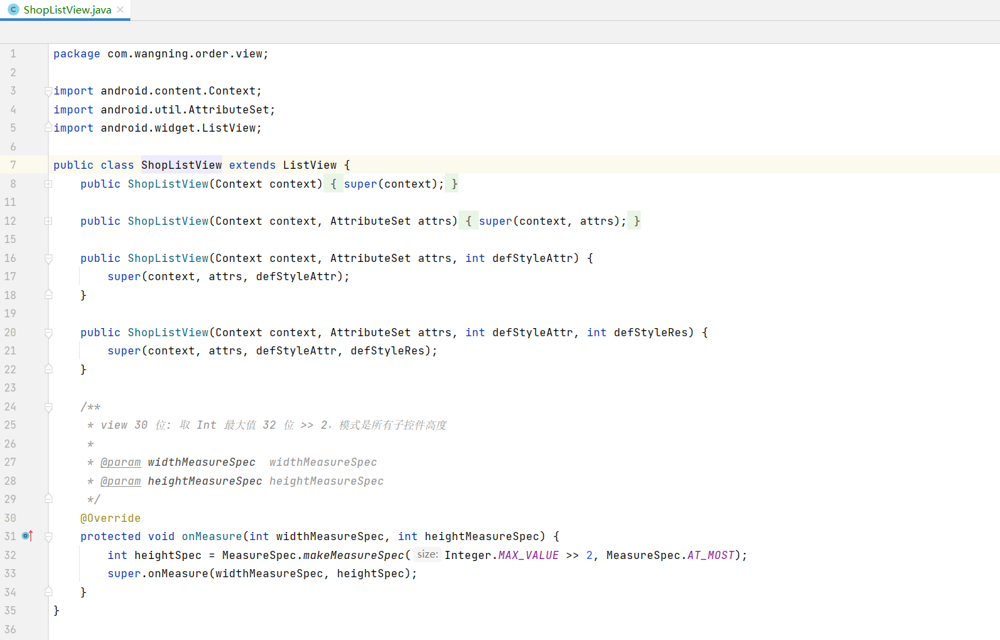 ShopListView.java
1 package com.wangning.order.view;
2
3 import android.content.Context;
4 import android.util.AttributeSet;
5 import android.widget.ListView;
6
7 public class ShopListView extends ListView {
8 public ShopListView(Context context) { super(context); }
11
12 public ShopListView(Context context, AttributeSet attrs) { super(context, attrs); }
15
16 public ShopListView(Context context, AttributeSet attrs, int defStyleAttr) {
17 super(context, attrs, defStyleAttr);
18 }
19
20 public ShopListView(Context context, AttributeSet attrs, int defStyleAttr, int defStyleRes) {
21 super(context, attrs, defStyleAttr, defStyleRes);
22 }
23
24 /**
25 * view 30 位: 取 Int 最大值 32 位 >> 2. 模式是所有子控件高度
26 *
27 * @param widthMeasureSpec widthMeasureSpec
28 * @param heightMeasureSpec heightMeasureSpec
29 */
30 @Override
31 protected void onMeasure(int widthMeasureSpec, int heightMeasureSpec) {
32 int heightSpec = MeasureSpec.makeMeasureSpec( size: Integer.MAX_VALUE >> 2, MeasureSpec.AT_MOST);
33 super.onMeasure(widthMeasureSpec, heightSpec);
34 }
35 }
36